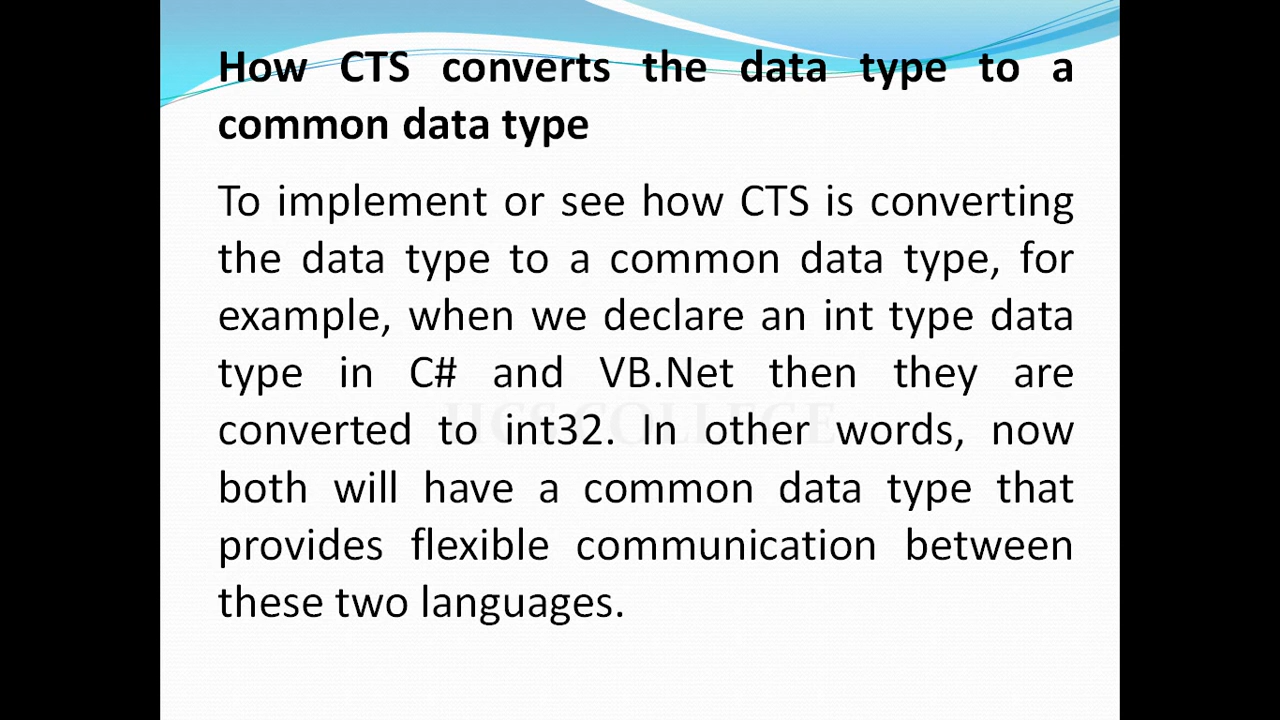 How CTS converts the data type to a
common data type
To implement or see how CTS is converting
the data type to a common data type, for
example, when we declare an int type data
type in C# and VB.Net then they are
converted to int32. In other words, now
both will have a common data type that
provides flexible communication between
these two languages.